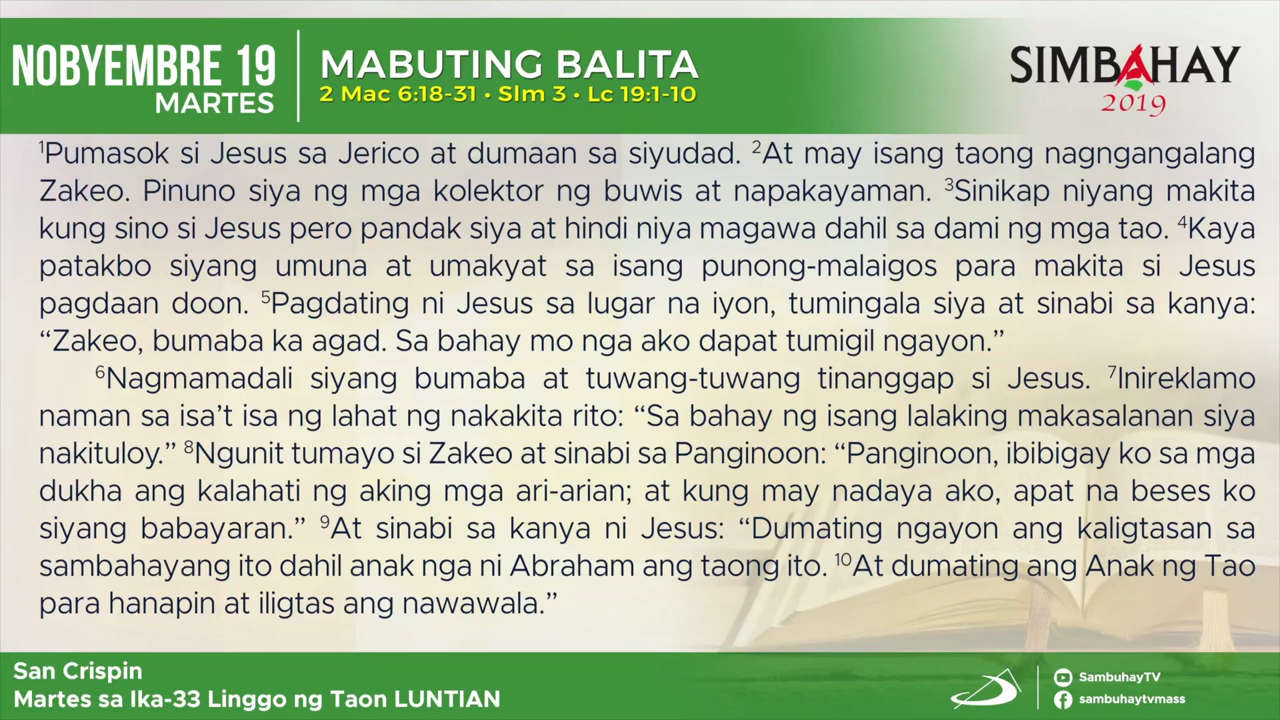 NOBYEMBRE 19
MARTES
MABUTING BALITA
2 Mac 6:18-31 • Slm 3 • Lc 19:1-10
SIMBAHAY
2019
¹Pumasok si Jesus sa Jerico at dumaan sa siyudad. ²At may isang taong nagngangalang
Zakeo. Pinuno siya ng mga kolektor ng buwis at napakayaman. ³Sinikap niyang makita
kung sino si Jesus pero pandak siya at hindi niya magawa dahil sa dami ng mga tao. ⁴Kaya
patakbo siyang umuna at umakyat sa isang punong-malaigos para makita si Jesus
pagdaan doon. ⁵Pagdating ni Jesus sa lugar na iyon, tumingala siya at sinabi sa kanya:
“Zakeo, bumaba ka agad. Sa bahay mo nga ako dapat tumigil ngayon.”
⁶Nagmamadali siyang bumaba at tuwang-tuwang tinanggap si Jesus. ⁷Inireklamo
naman sa isa’t isa ng lahat ng nakakita rito: “Sa bahay ng isang lalaking makasalanan siya
nakituloy.” ⁸Ngunit tumayo si Zakeo at sinabi sa Panginoon: “Panginoon, ibibigay ko sa mga
dukha ang kalahati ng aking mga ari-arian; at kung may nadaya ako, apat na beses ko
siyang babayaran.” ⁹At sinabi sa kanya ni Jesus: “Dumating ngayon ang kaligtasan sa
sambahayang ito dahil anak nga ni Abraham ang taong ito. ¹⁰At dumating ang Anak ng Tao
para hanapin at iligtas ang nawawala.”
San Crispin
Martes sa Ika-33 Linggo ng Taon LUNTIAN
SambuhayTV
sambuhaytvmass